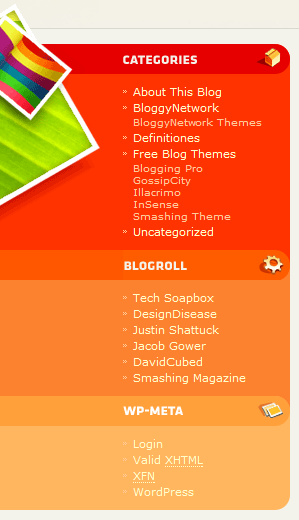 CATEGORIES
About This Blog
BloggyNetwork
BloggyNetwork Themes
Definitiones
Free Blog Themes
Blogging Pro
GossipCity
Illacrimo
InSense
Smashing Theme
Uncategorized
BLOGROLL
Tech Soapbox
DesignDisease
Justin Shattuck
Jacob Gower
DavidCubed
Smashing Magazine
WP-META
Login
Valid XHTML
XFN
WordPress